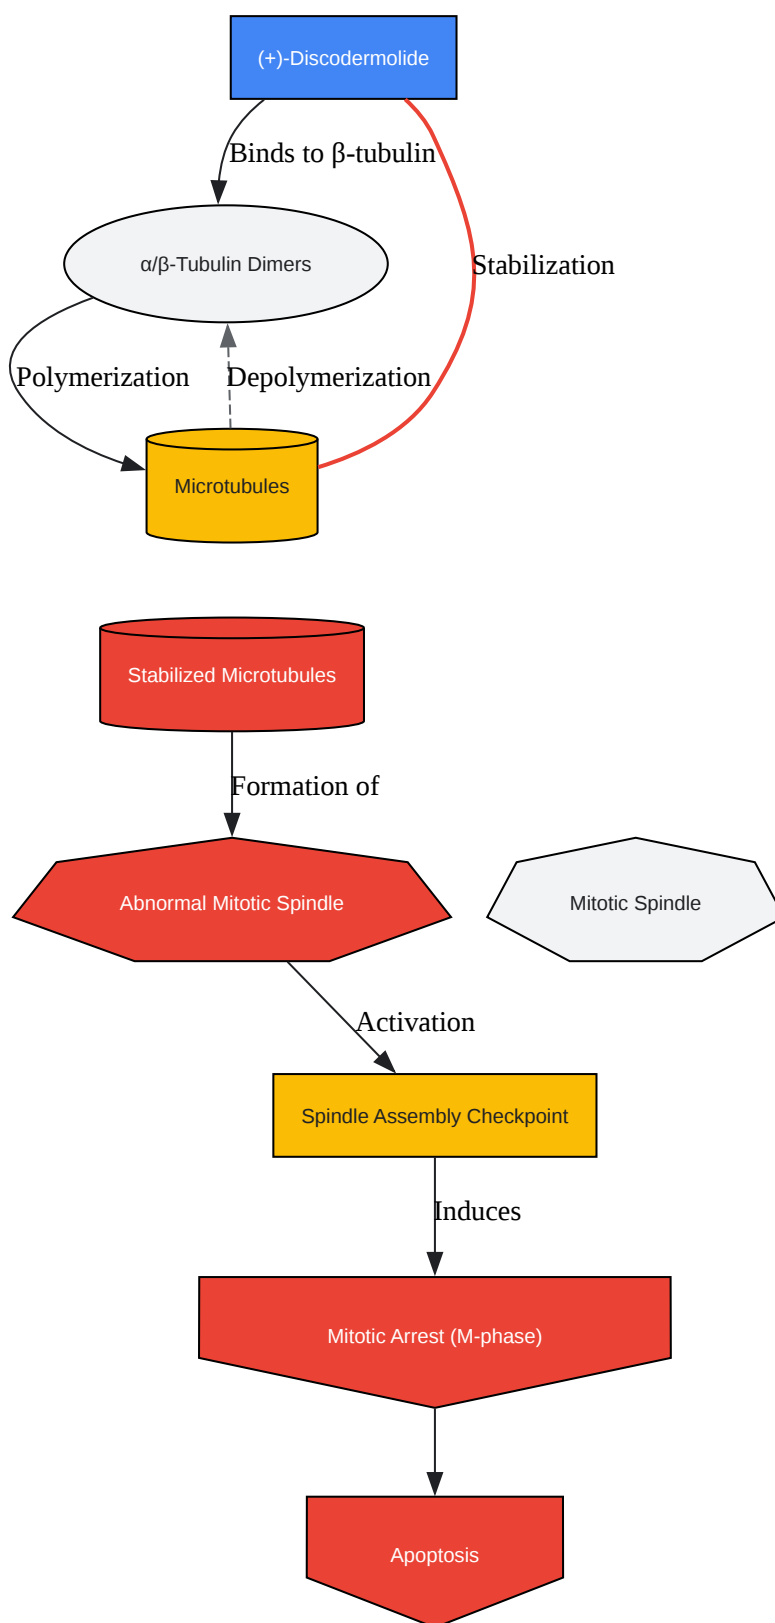 (+)-Discodermolide
Binds to β-tubulin
α/β-Tubulin Dimers
Stabilization
Polymerization
Depolymerization
Microtubules
Stabilized Microtubules
Formation of
Abnormal Mitotic Spindle
Mitotic Spindle
Activation
Spindle Assembly Checkpoint
Induces
Mitotic Arrest (M-phase)
Apoptosis